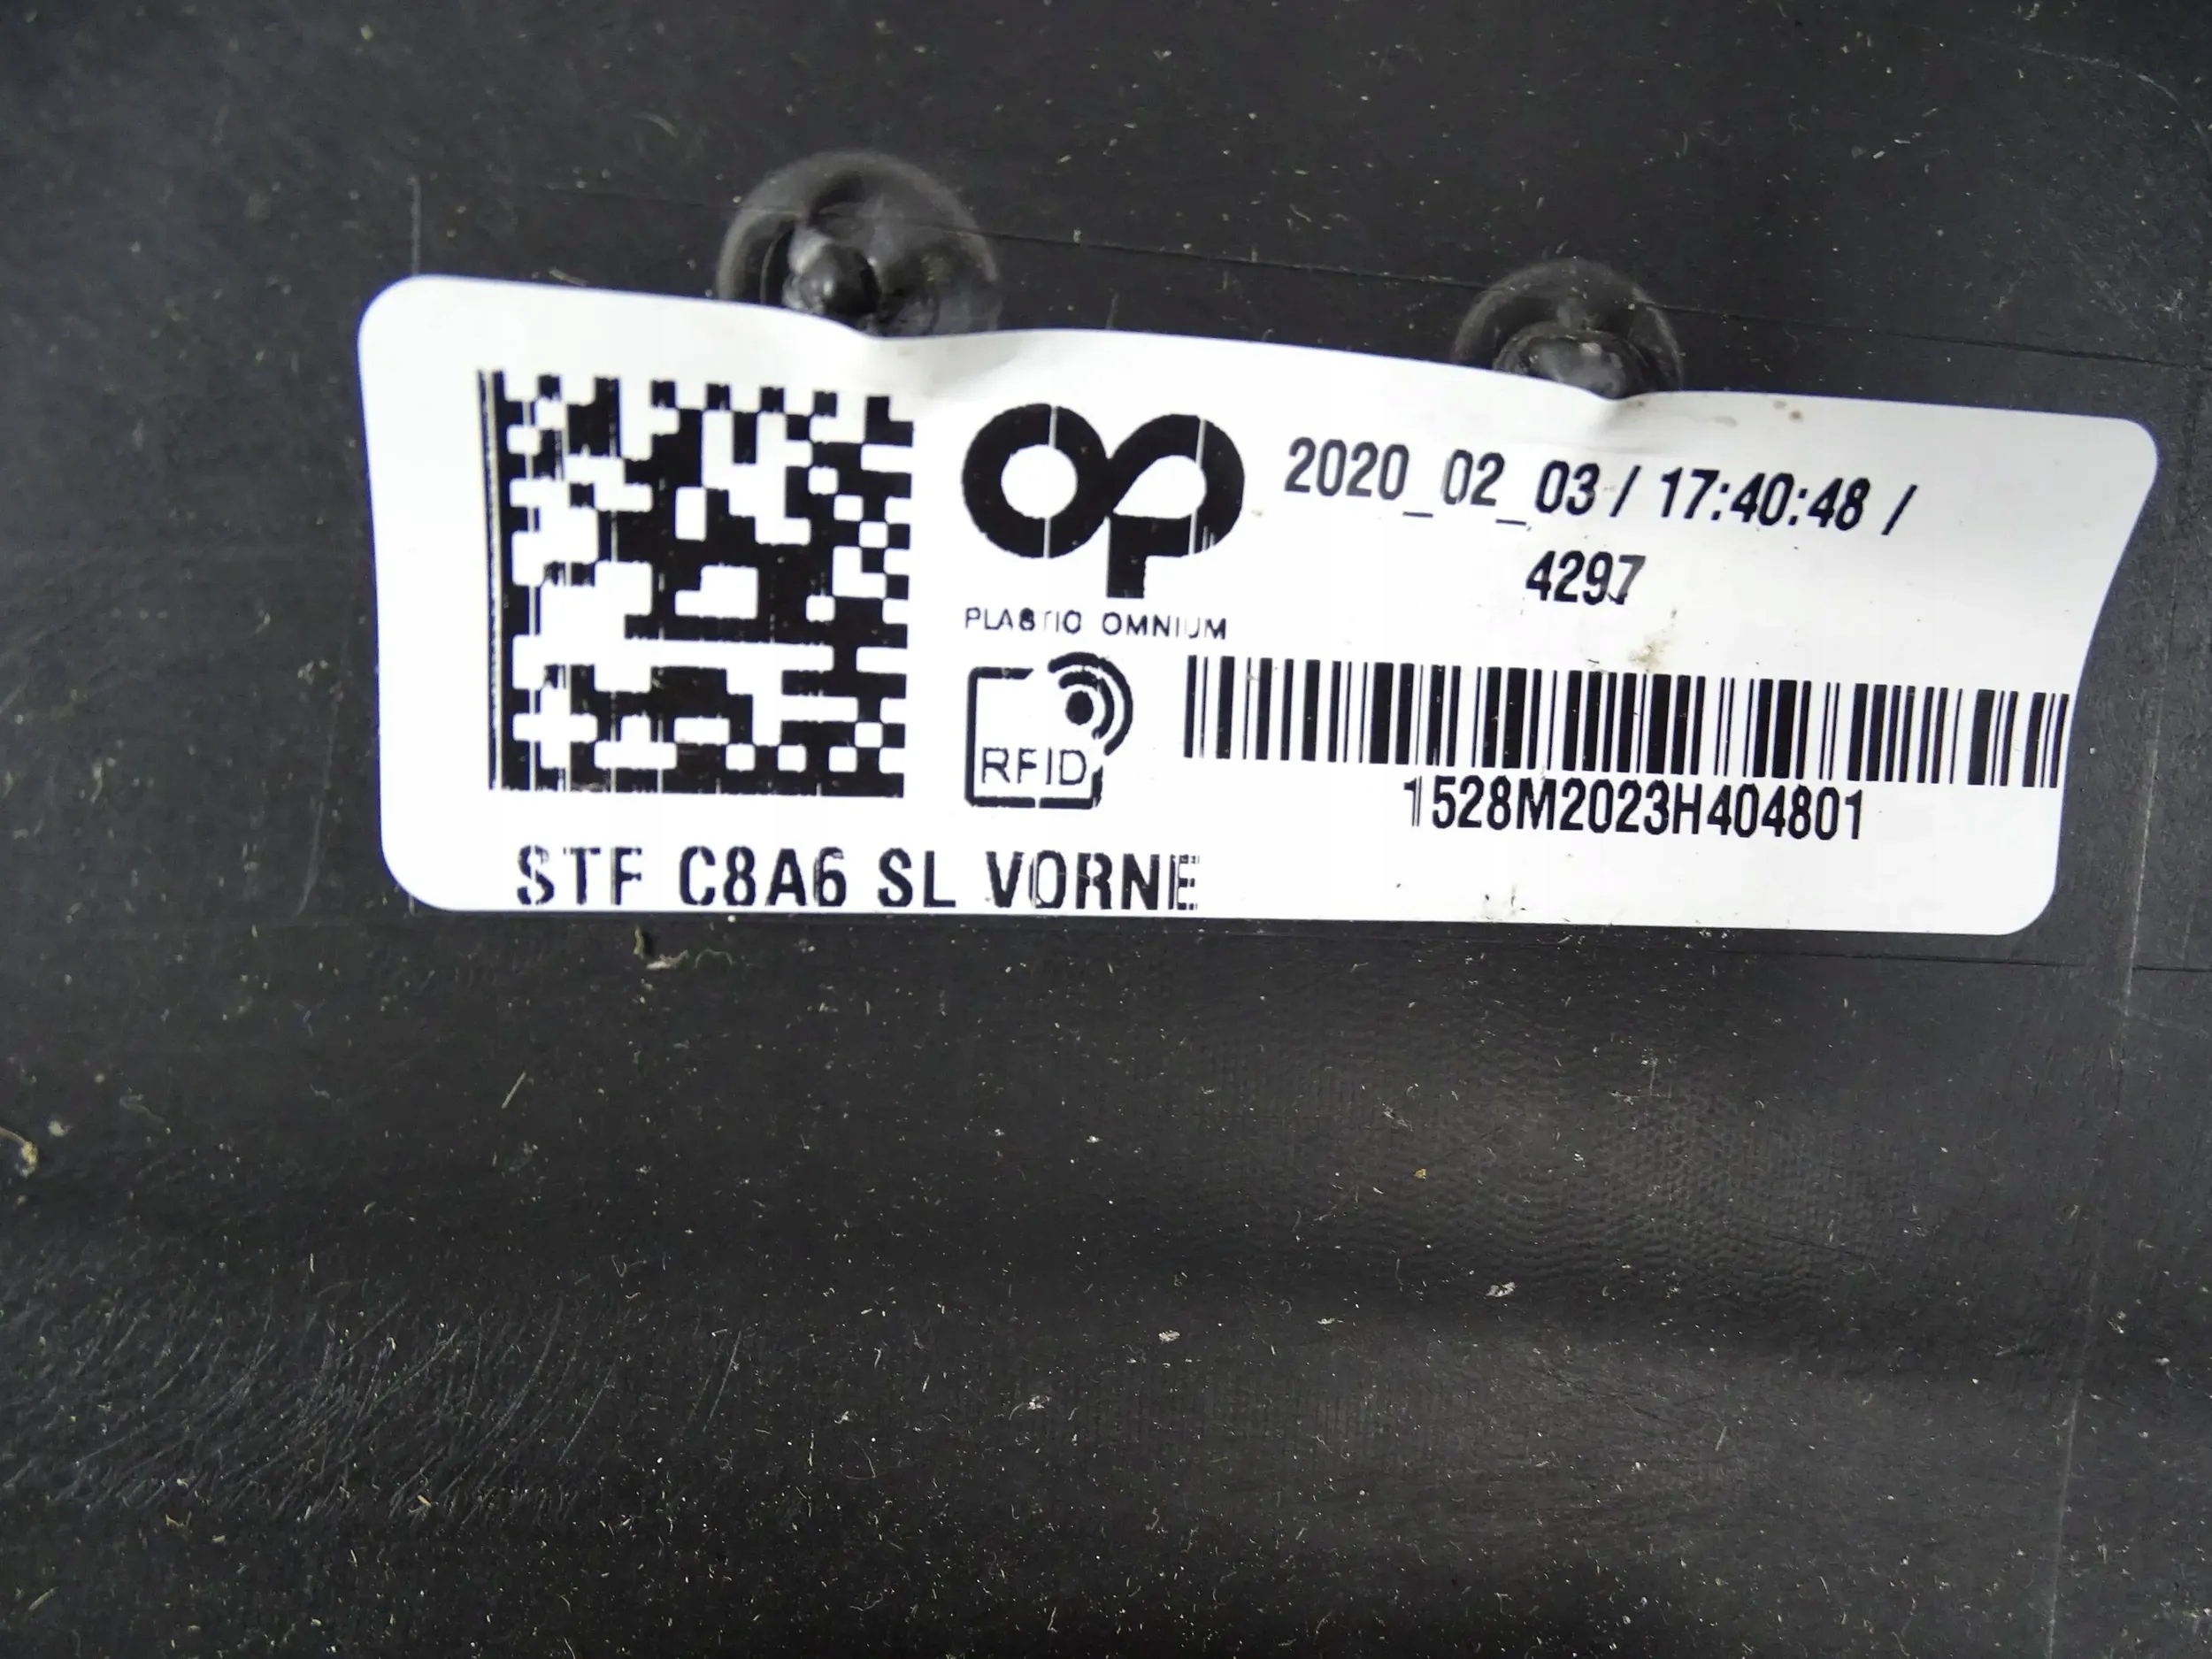 2020_02_03 / 17:40:48 /
4297
PLASTIC OMNIUM
RFID
1528M2023H404801
STF C8A6 SL VORNE